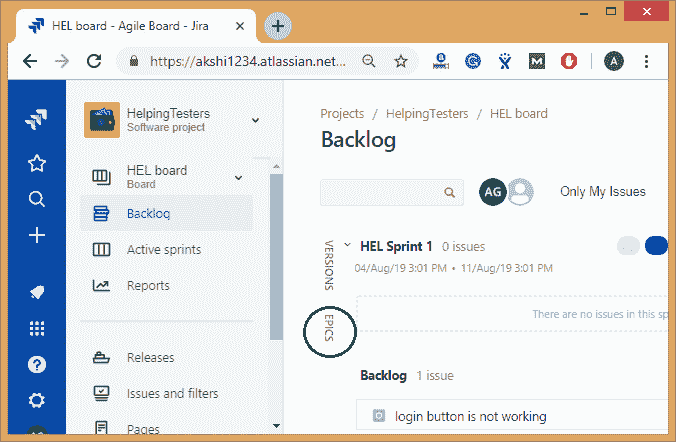 HEL board - Agile Board - Jira
https://akshi1234.atlassian.net...
A
HelpingTesters
Software project
HEL board
Board
Backlog
Active sprints
Reports
Releases
Issues and filters
Pages
Projects / HelpingTesters / HEL board
Backlog
AG
Only My Issues
VERSIONS
EPICS
HEL Sprint 1 0 issues
04/Aug/19 3:01 PM • 11/Aug/19 3:01 PM
There are no issues in this sp
Backlog 1 issue
login button is not working